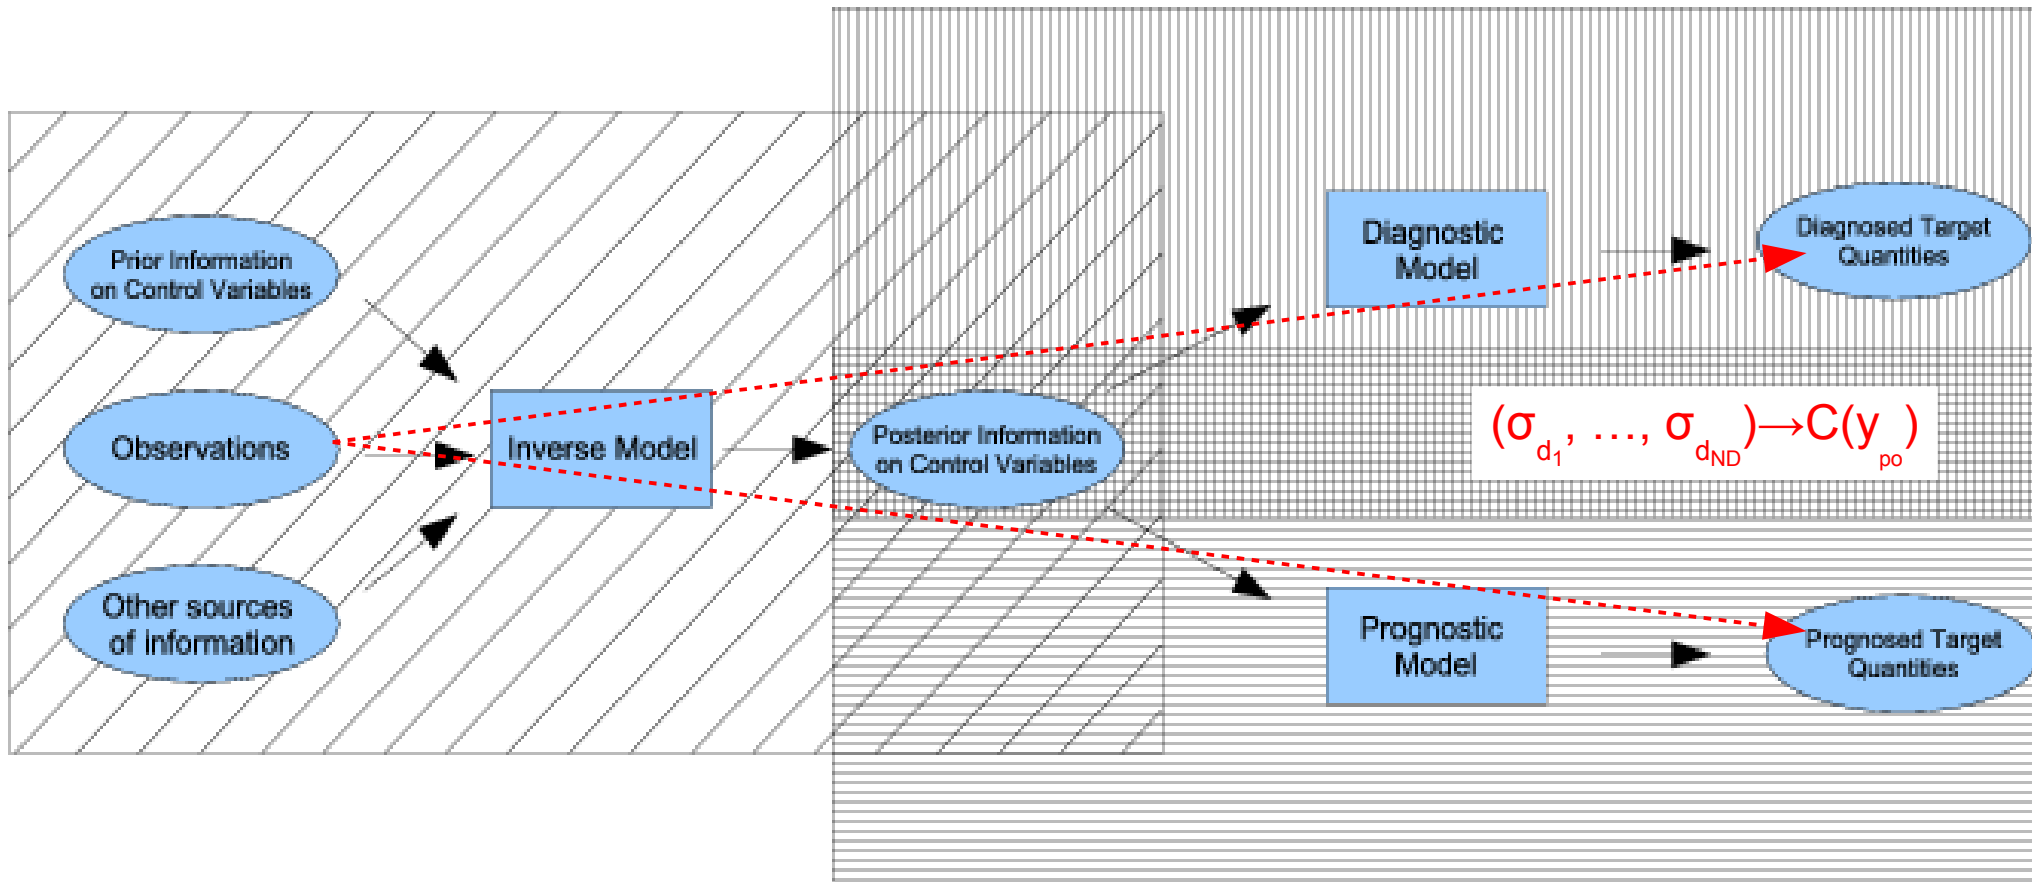 Prior Information
on Control Variables
Observations
Other sources
of information
Inverse Model
Posterior Information
on Control Variables
Diagnostic
Model
Diagnosed Target
Quantities
(σd1, ..., σdND)→C(ypo)
Prognostic
Model
Prognosed Target
Quantities